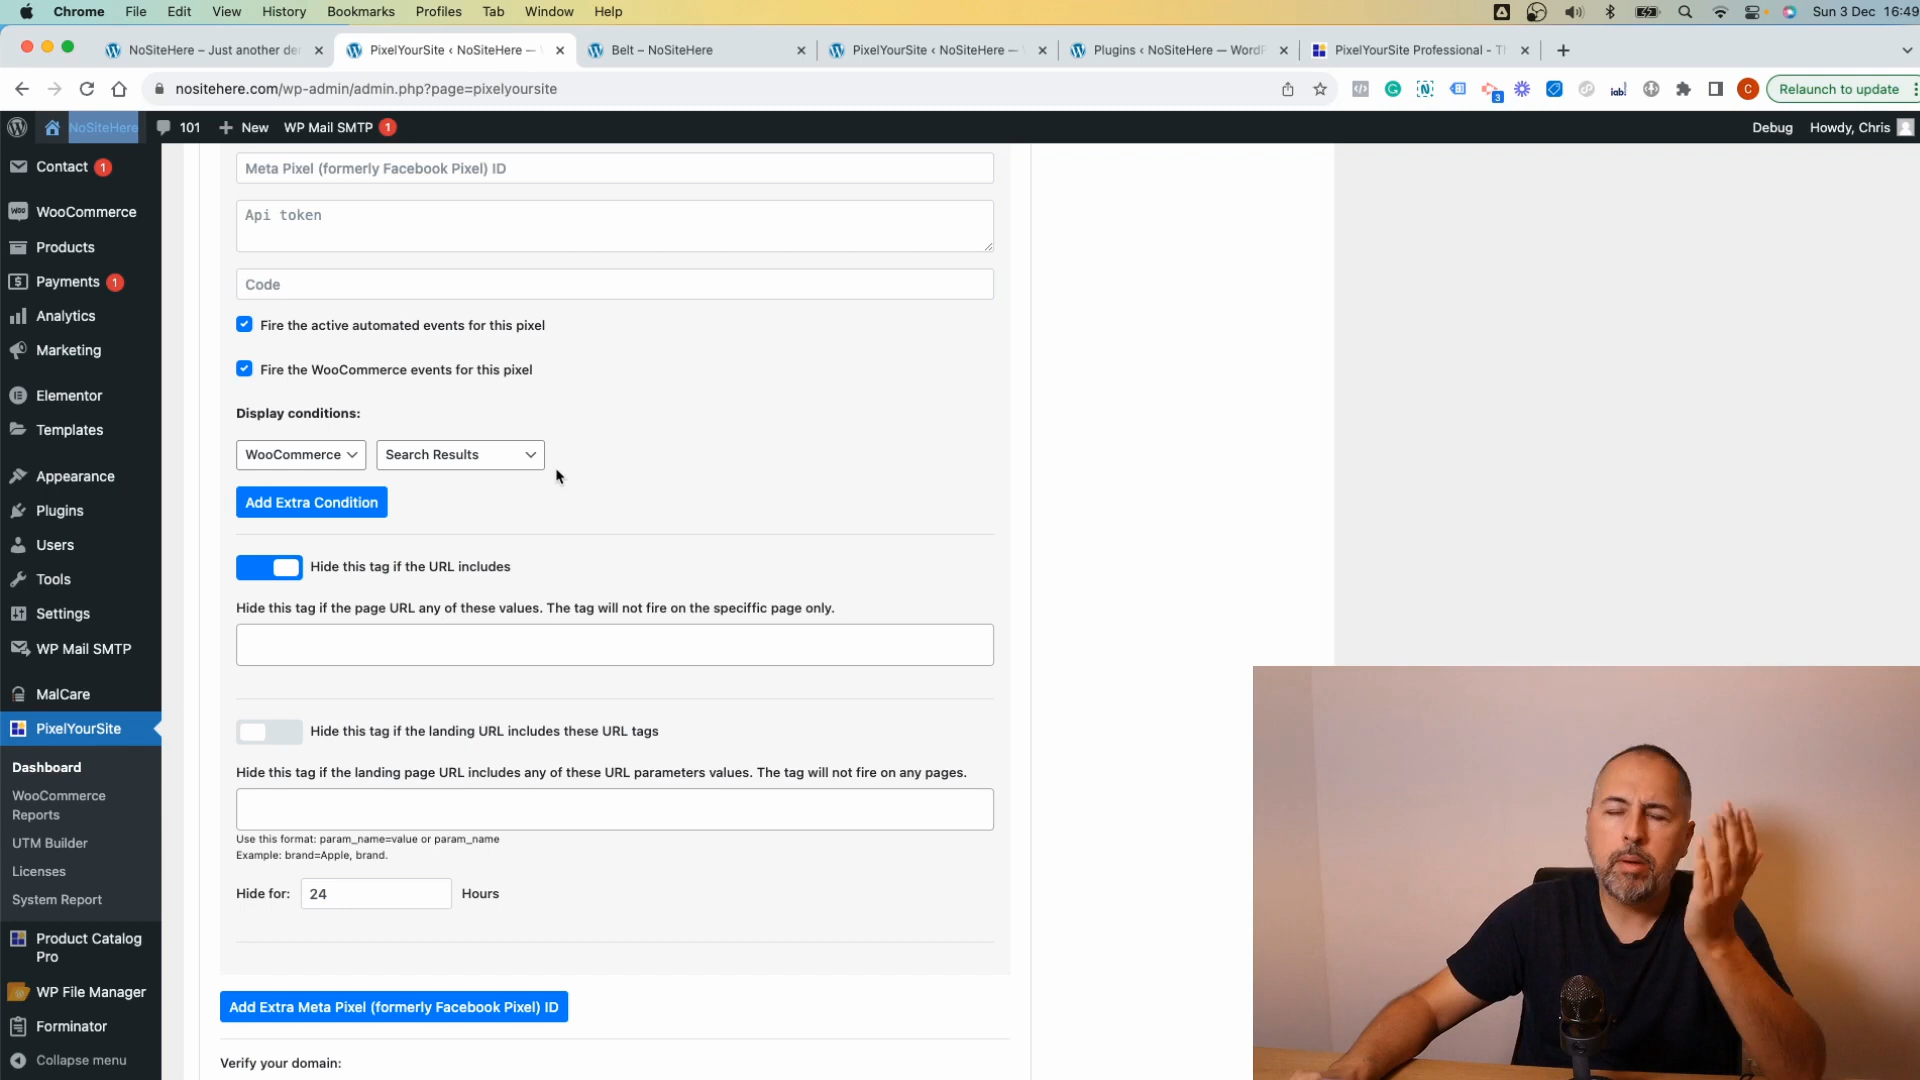 Chrome File Edit View History Bookmarks Profiles Tab Window Help Sun 3 Dec 16:49
NoSiteHere – Just another de
PixelYourSite ‹ NoSiteHere —
Belt – NoSiteHere
PixelYourSite ‹ NoSiteHere —
Plugins ‹ NoSiteHere — WordP
PixelYourSite Professional - Th
nositehere.com/wp-admin/admin.php?page=pixelyoursite
iab!
3
C
Relaunch to update
NoSiteHere 101 New WP Mail SMTP 1 Debug Howdy, Chris
Contact 1
WooCommerce
Products
Payments 1
Analytics
Marketing
Elementor
Templates
Appearance
Plugins
Users
Tools
Settings
WP Mail SMTP
MalCare
PixelYourSite
Dashboard
WooCommerce
Reports
UTM Builder
Licenses
System Report
Product Catalog
Pro
WP File Manager
Forminator
Collapse menu
Meta Pixel (formerly Facebook Pixel) ID
Api token
Code
Fire the active automated events for this pixel
Fire the WooCommerce events for this pixel
Display conditions:
WooCommerce Search Results
Add Extra Condition
Hide this tag if the URL includes
Hide this tag if the page URL any of these values. The tag will not fire on the speciffic page only.
Hide this tag if the landing URL includes these URL tags
Hide this tag if the landing page URL includes any of these URL parameters values. The tag will not fire on any pages.
Use this format: param_name=value or param_name
Example: brand=Apple, brand.
Hide for: 24 Hours
Add Extra Meta Pixel (formerly Facebook Pixel) ID
Verify your domain: